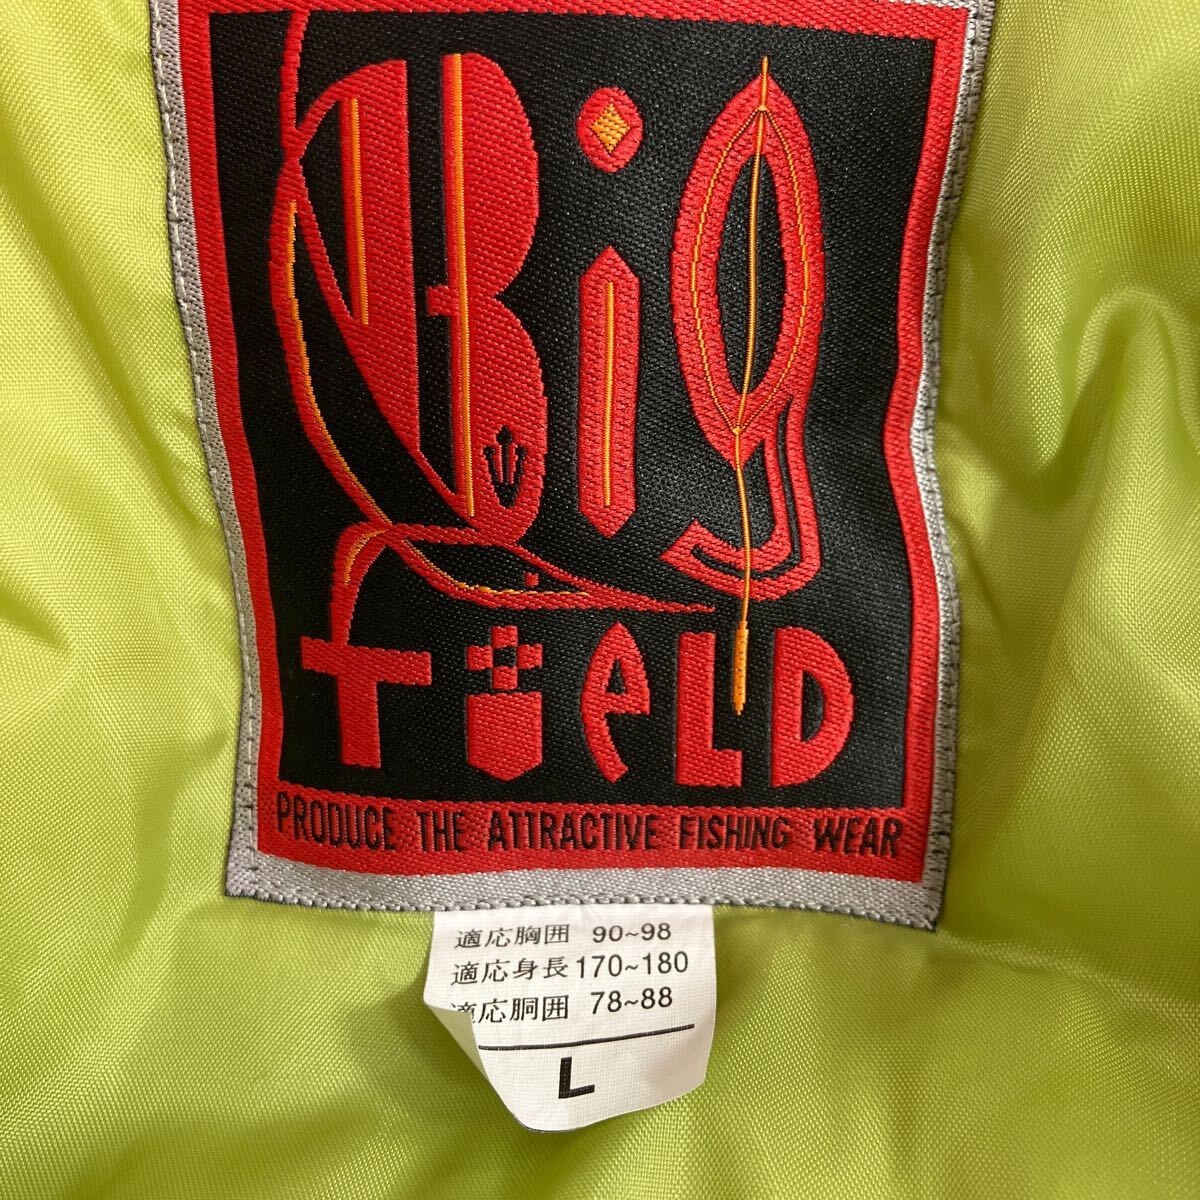 Big
fieLD
PRODUCE THE ATTRACTIVE FISHING WEAR
適応胸囲 90~98
適応身長 170~180
適応胴囲 78~88
L